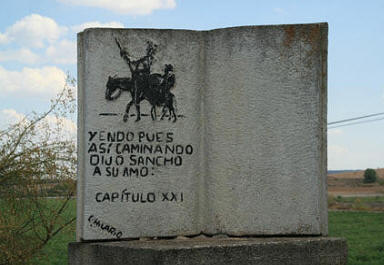 YENDO PUES
ASÍ CAMINANDO
DIJO SANCHO
A SU AMO:
CAPÍTULO XXI